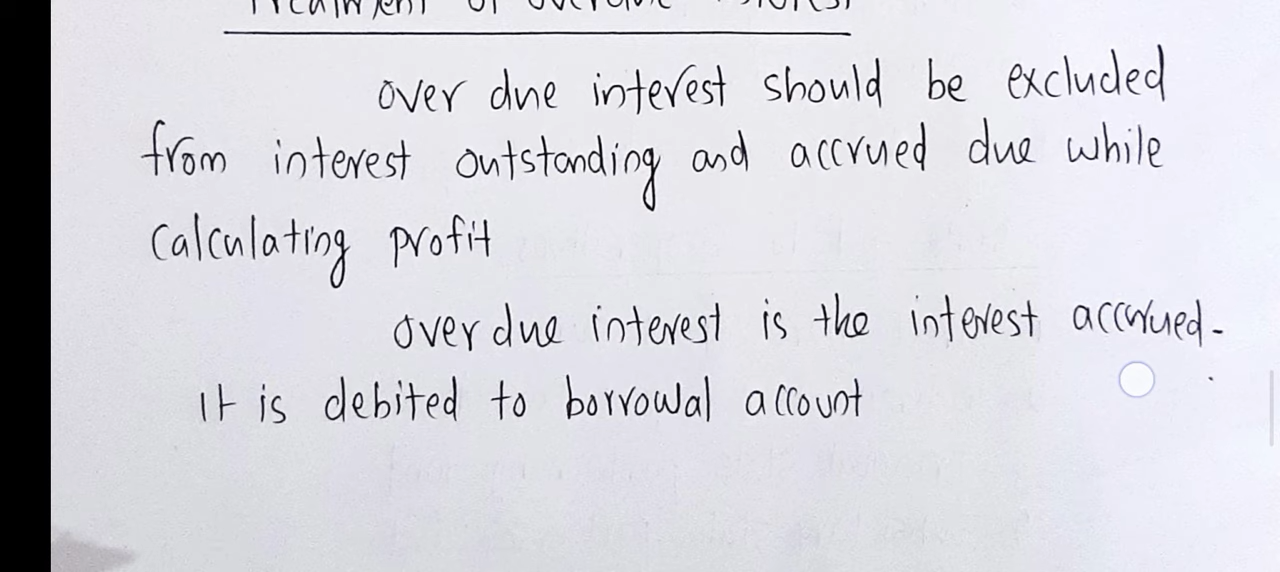 over due interest should be excluded
from interest outstanding and accrued due while
Calculating profit
over due interest is the interest accrued-
It is debited to borrowal account